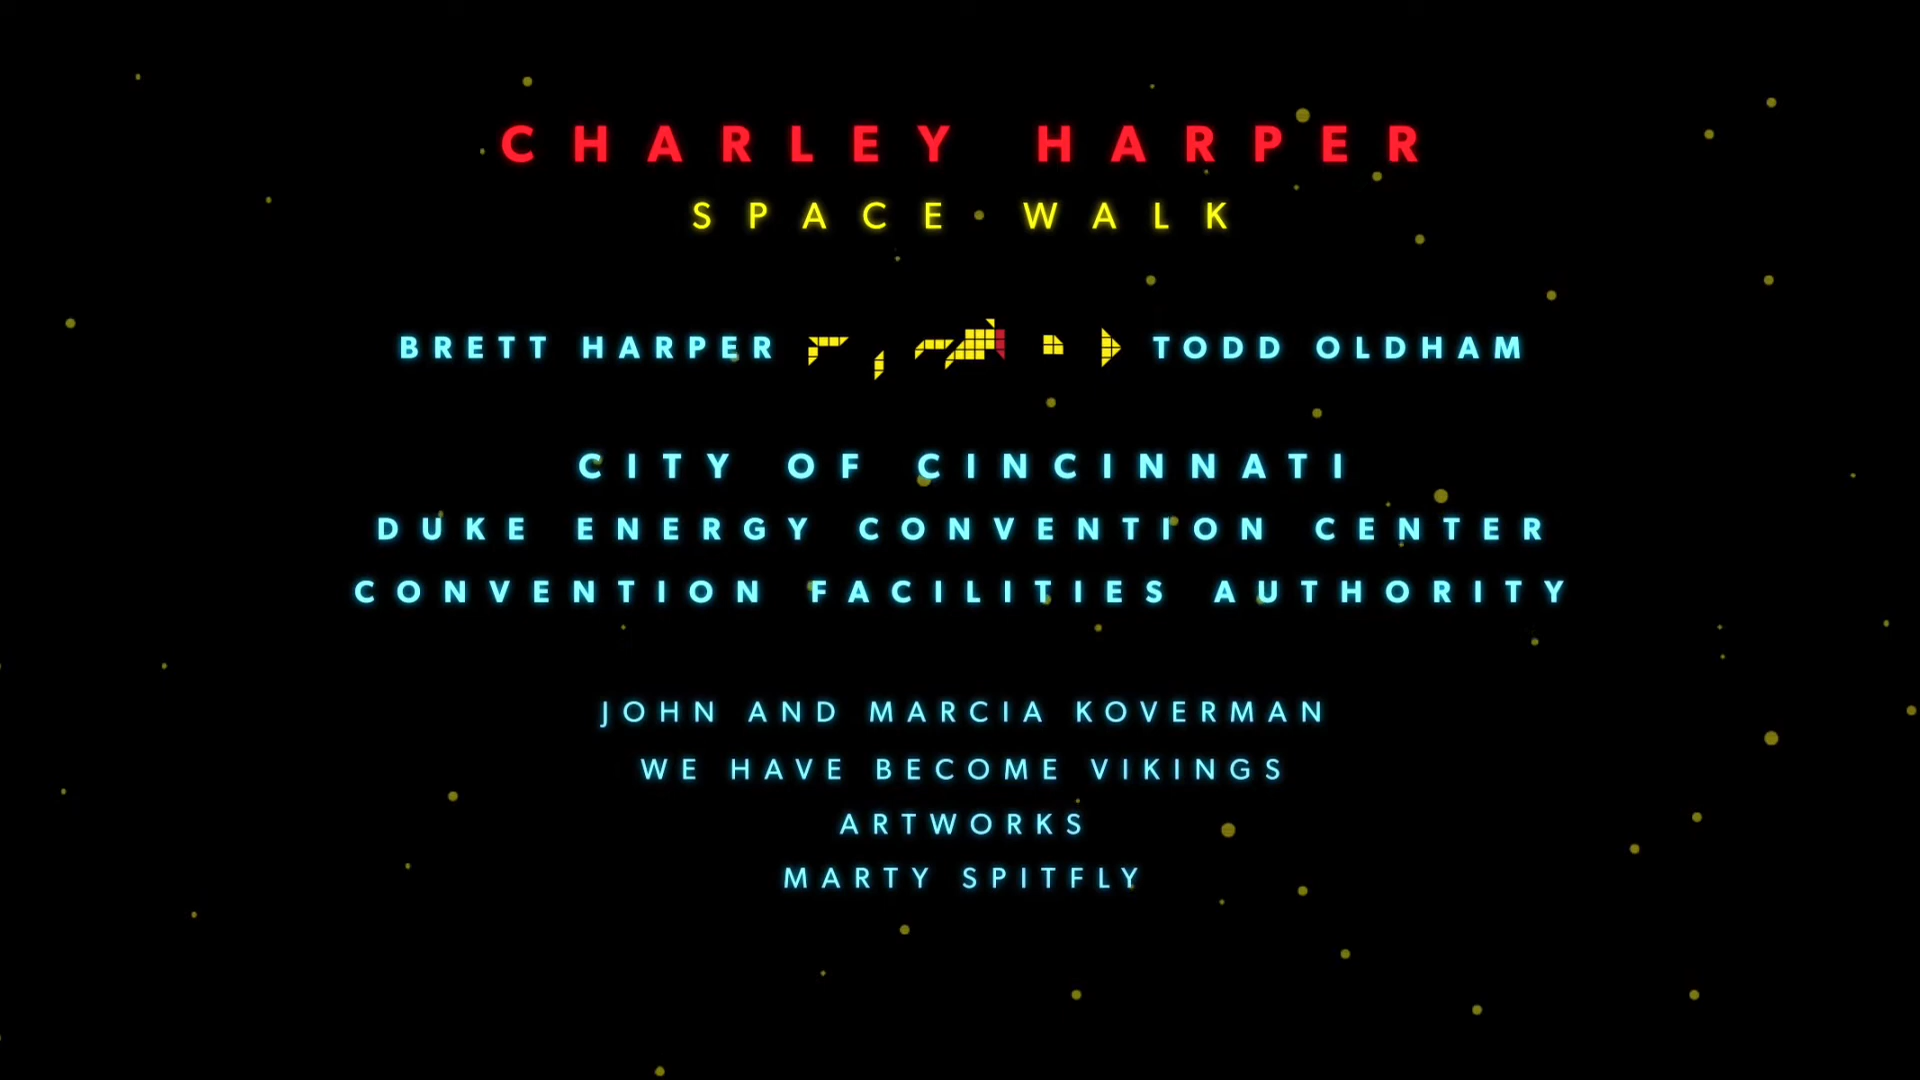 CHARLEY HARPER
SPACE WALK
BRETT HARPER TODD OLDHAM
CITY OF CINCINNATI
DUKE ENERGY CONVENTION CENTER
CONVENTION FACILITIES AUTHORITY
JOHN AND MARCIA KOVERMAN
WE HAVE BECOME VIKINGS
ARTWORKS
MARTY SPITFLY